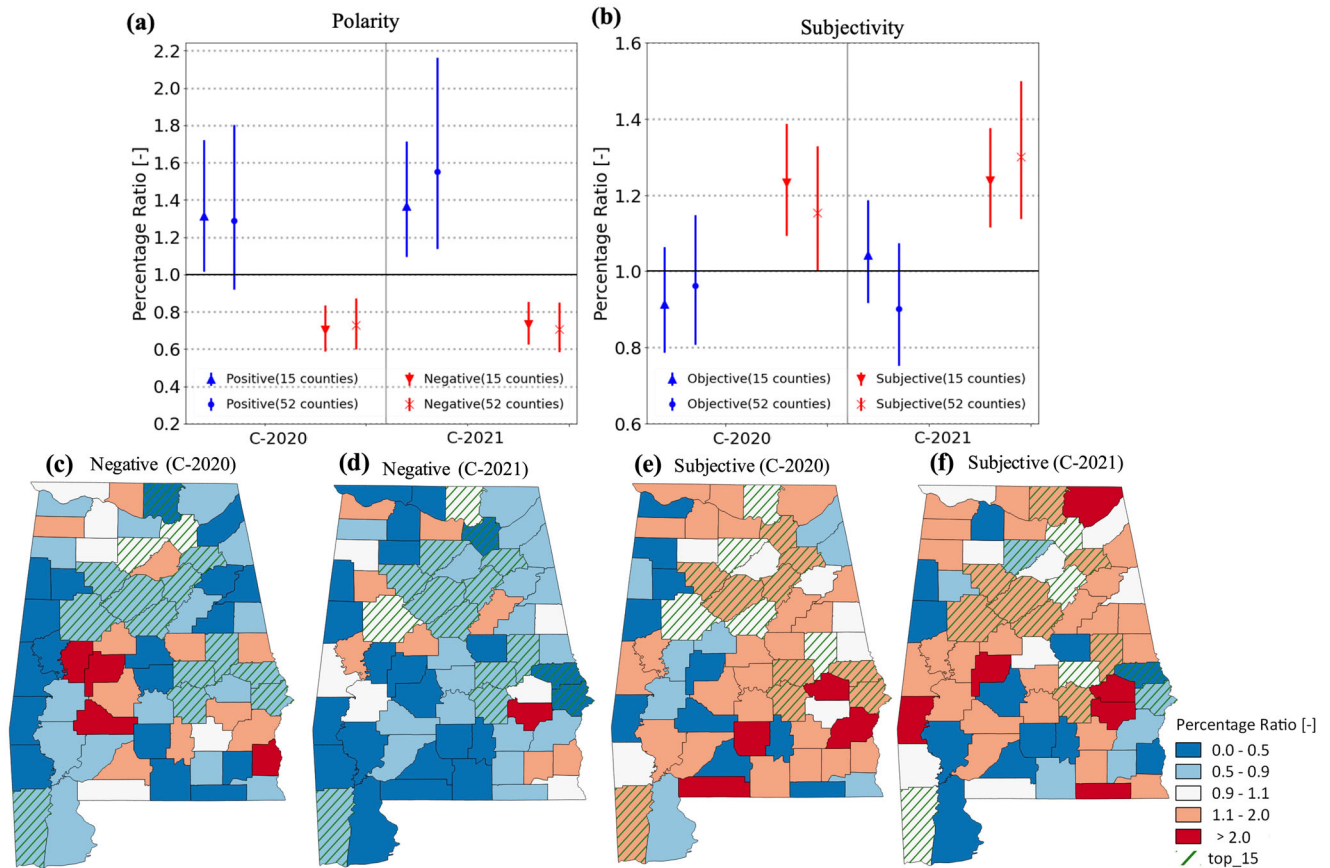 (a) Polarity
Percentage Ratio [-]
2.2
2.0
1.8
1.6
1.4
1.2
1.0
0.8
0.6
0.4
0.2
Positive(15 counties)
Negative(15 counties)
Positive(52 counties)
Negative(52 counties)
C-2020
C-2021
(b) Subjectivity
Percentage Ratio [-]
1.6
1.4
1.2
1.0
0.8
0.6
Objective(15 counties)
Subjective(15 counties)
Objective(52 counties)
Subjective(52 counties)
C-2020
C-2021
(c) Negative (C-2020)
(d) Negative (C-2021)
(e) Subjective (C-2020)
(f) Subjective (C-2021)
Percentage Ratio [-]
0.0 - 0.5
0.5 - 0.9
0.9 - 1.1
1.1 - 2.0
> 2.0
top_15